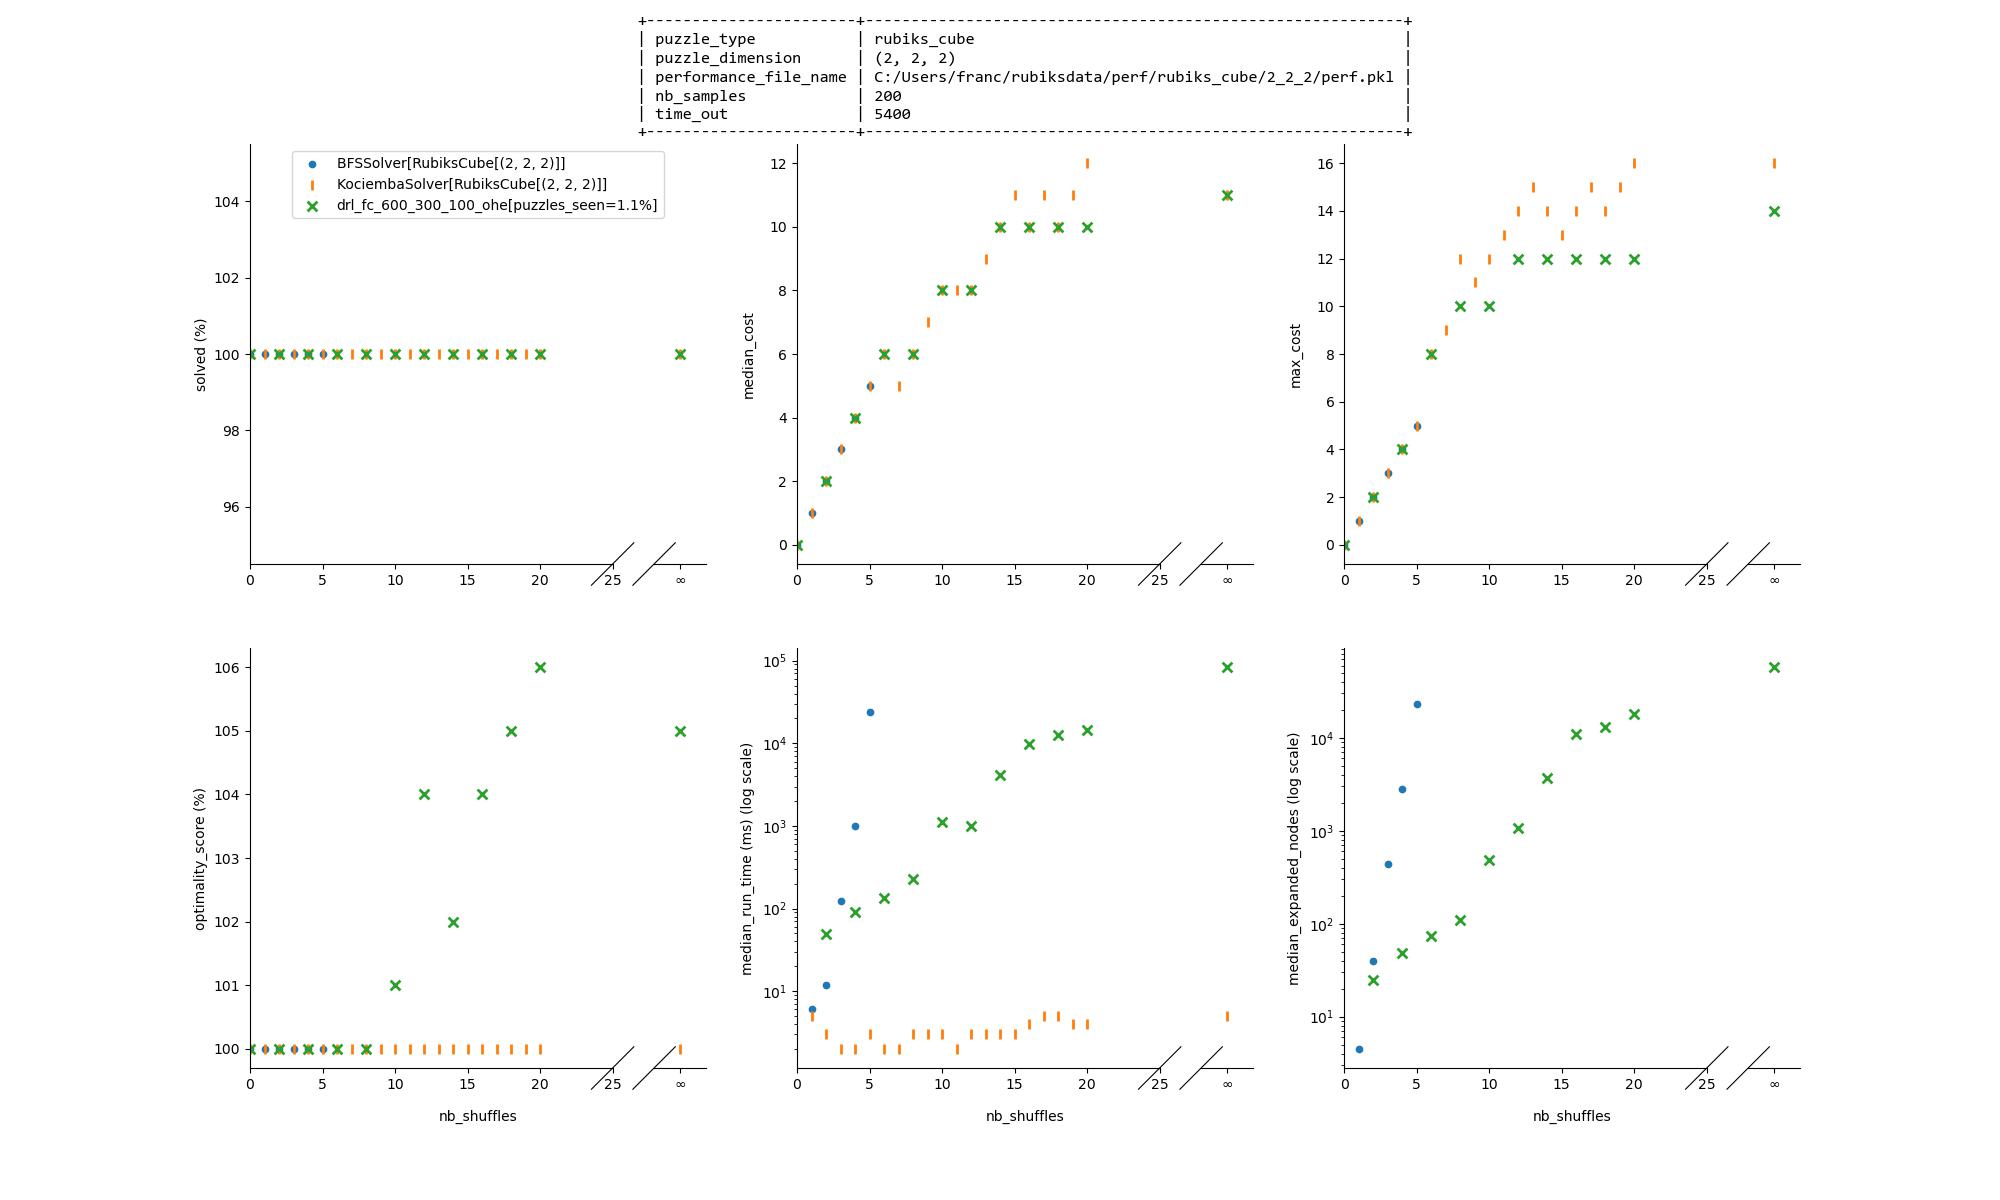 +-----------------------+------------------------------------------------------------+
| puzzle_type | rubiks_cube |
| puzzle_dimension | (2, 2, 2) |
| performance_file_name | C:/Users/franc/rubiksdata/perf/rubiks_cube/2_2_2/perf.pkl |
| nb_samples | 200 |
| time_out | 5400 |
+-----------------------+------------------------------------------------------------+
BFSSolver[RubiksCube[(2, 2, 2)]]
KociembaSolver[RubiksCube[(2, 2, 2)]]
drl_fc_600_300_100_ohe[puzzles_seen=1.1%]
solved (%)
104
102
100
98
96
0 5 10 15 20 25 ∞
median_cost
12
10
8
6
4
2
0
0 5 10 15 20 25 ∞
max_cost
16
14
12
10
8
6
4
2
0
0 5 10 15 20 25 ∞
optimality_score (%)
106
105
104
103
102
101
100
0 5 10 15 20 25 ∞
nb_shuffles
median_run_time (ms) (log scale)
10⁵
10⁴
10³
10²
10¹
0 5 10 15 20 25 ∞
nb_shuffles
median_expanded_nodes (log scale)
10⁴
10³
10²
10¹
0 5 10 15 20 25 ∞
nb_shuffles